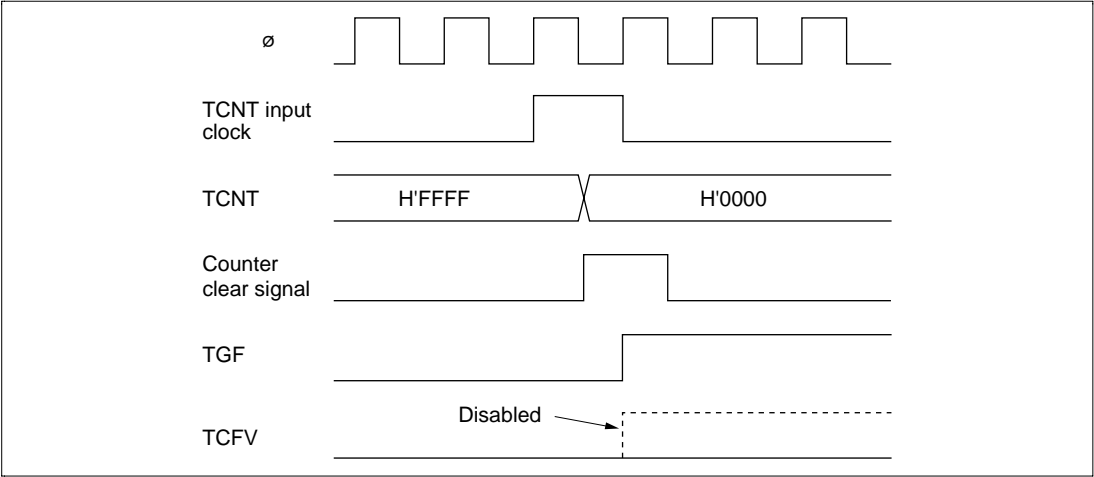 ø
TCNT input
clock
TCNT
H'FFFF
H'0000
Counter
clear signal
TGF
Disabled
TCFV